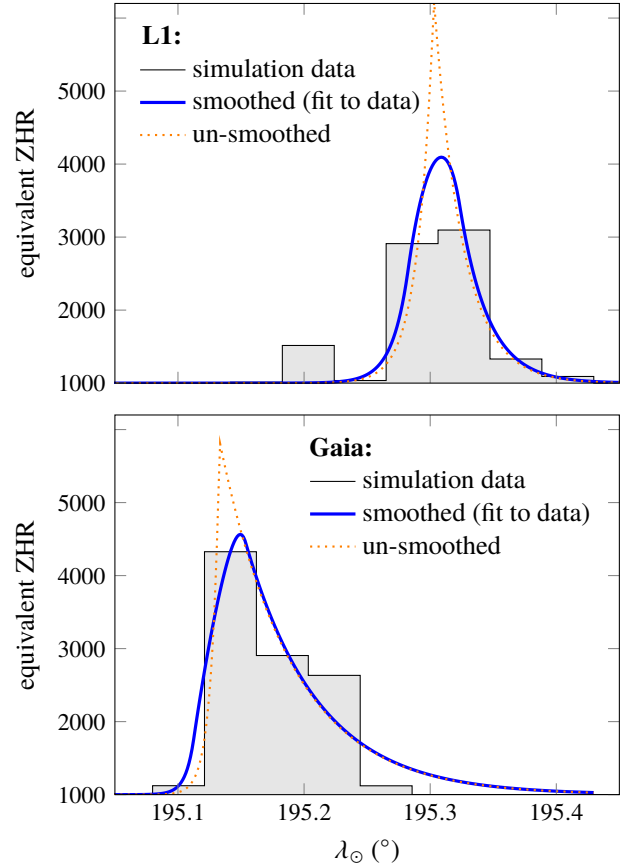 L1:
simulation data
smoothed (fit to data)
un-smoothed
equivalent ZHR
5000
4000
3000
2000
1000
Gaia:
simulation data
smoothed (fit to data)
un-smoothed
equivalent ZHR
5000
4000
3000
2000
1000
195.1 195.2 195.3 195.4
λ⊙ (°)